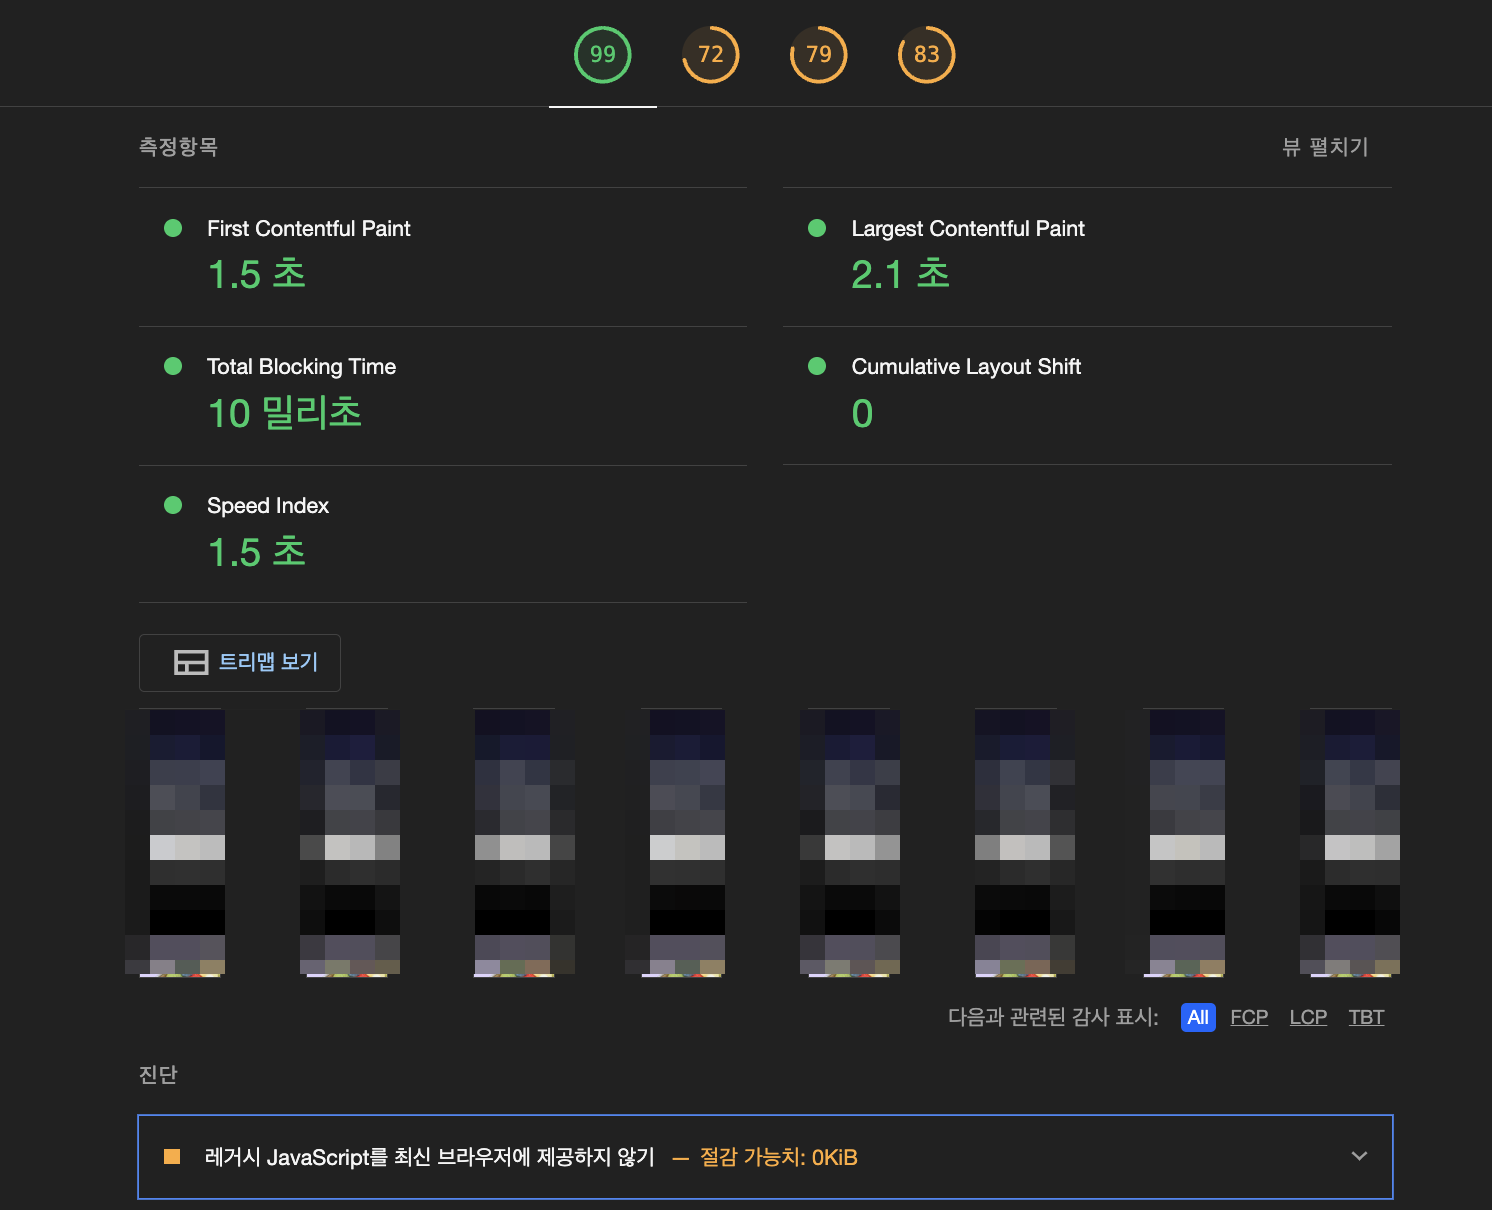 99 72 79 83
측정항목
뷰 펼치기
First Contentful Paint
1.5 초
Largest Contentful Paint
2.1 초
Total Blocking Time
10 밀리초
Cumulative Layout Shift
0
Speed Index
1.5 초
트리맵 보기
다음과 관련된 감사 표시: All FCP LCP TBT
진단
레거시 JavaScript를 최신 브라우저에 제공하지 않기 — 절감 가능치: 0KiB